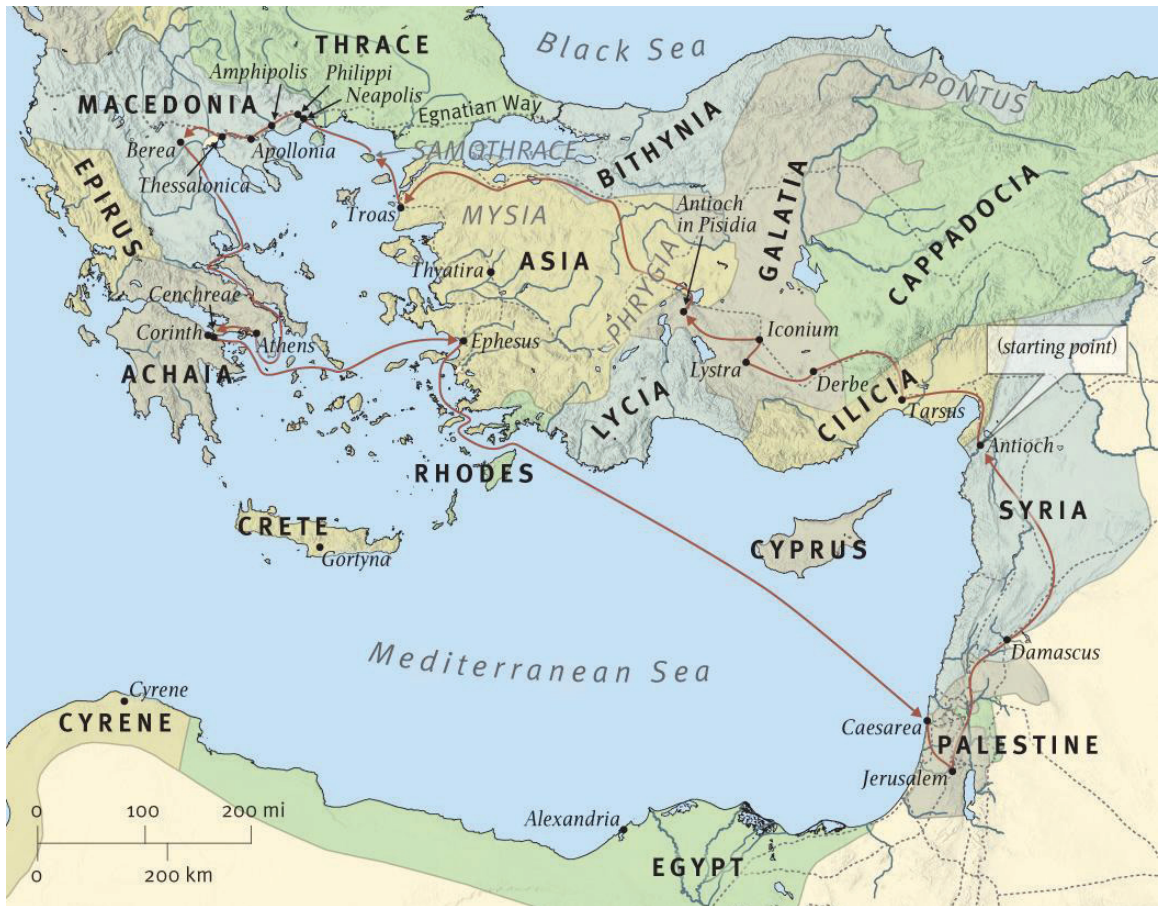 Black Sea
THRACE
Amphipolis
Philippi
Neapolis
MACEDONIA
Egnatian Way
PONTUS
Berea
Apollonia
SAMOTHRACE
BITHYNIA
Thessalonica
EPIRUS
Troas
MYSIA
Antioch
in Pisidia
GALATIA
CAPPADOCIA
Thyatira
ASIA
PHRYGIA
Cenchreae
Corinth
Athens
Ephesus
Iconium
(starting point)
ACHAIA
Lystra
Derbe
LYCIA
CILICIA
Tarsus
Antioch
RHODES
SYRIA
CRETE
Gortyna
CYPRUS
Mediterranean Sea
Damascus
Cyrene
CYRENE
Caesarea
PALESTINE
Jerusalem
0 100 200 mi
0 200 km
Alexandria
EGYPT